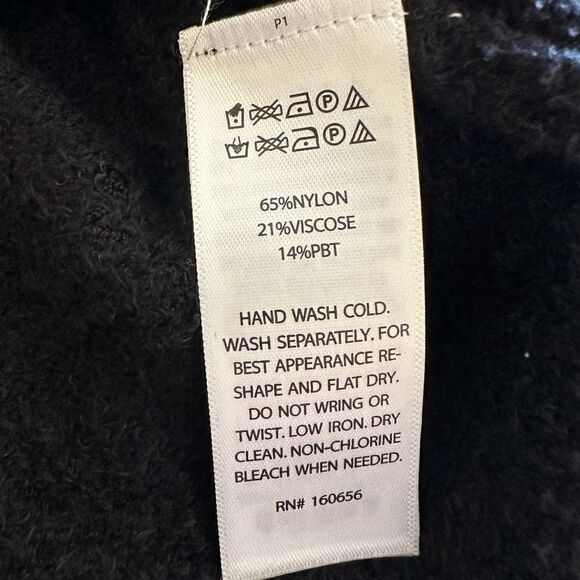 P1
P
P
65%NYLON
21%VISCOSE
14%PBT
HAND WASH COLD.
WASH SEPARATELY. FOR
BEST APPEARANCE RE-
SHAPE AND FLAT DRY.
DO NOT WRING OR
TWIST. LOW IRON. DRY
CLEAN. NON-CHLORINE
BLEACH WHEN NEEDED.
RN# 160656